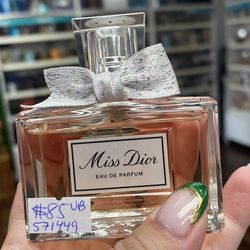 Miss Dior
EAU DE PARFUM
#85 UB
571449